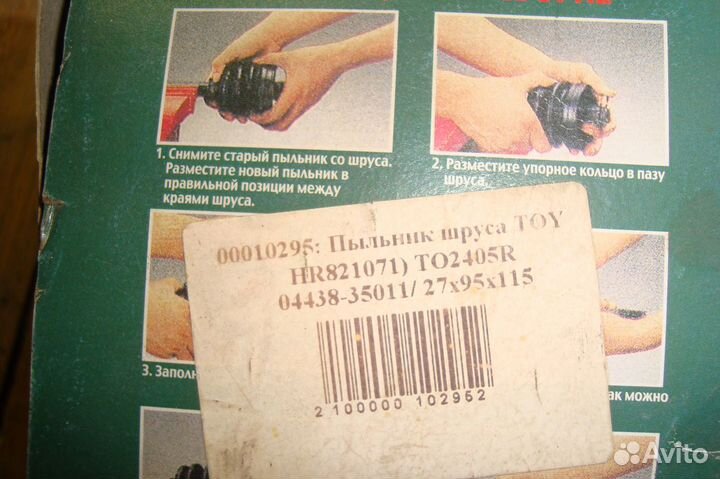 1. Снимите старый пыльник со шруса.
Разместите новый пыльник в
правильной позиции между
краями шруса.
2. Разместите упорное кольцо в пазу
шруса.
00010295: Пыльник шруса TOY
HR821071) TO2405R
04438-35011/ 27x95x115
2 100000 102952
3.
ак можно
Avito